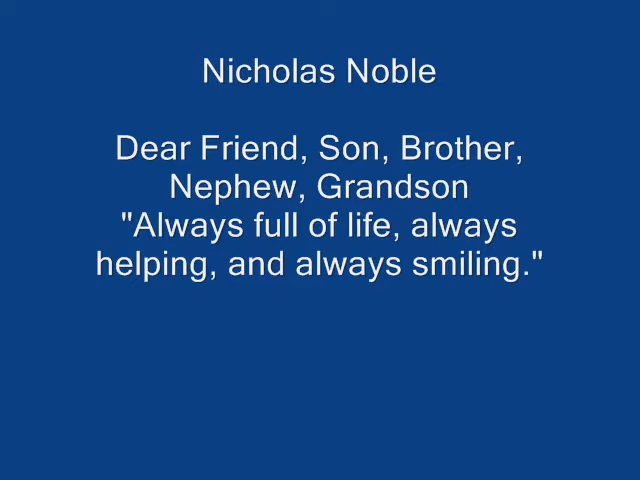 Nicholas Noble
Dear Friend, Son, Brother,
Nephew, Grandson
"Always full of life, always
helping, and always smiling."